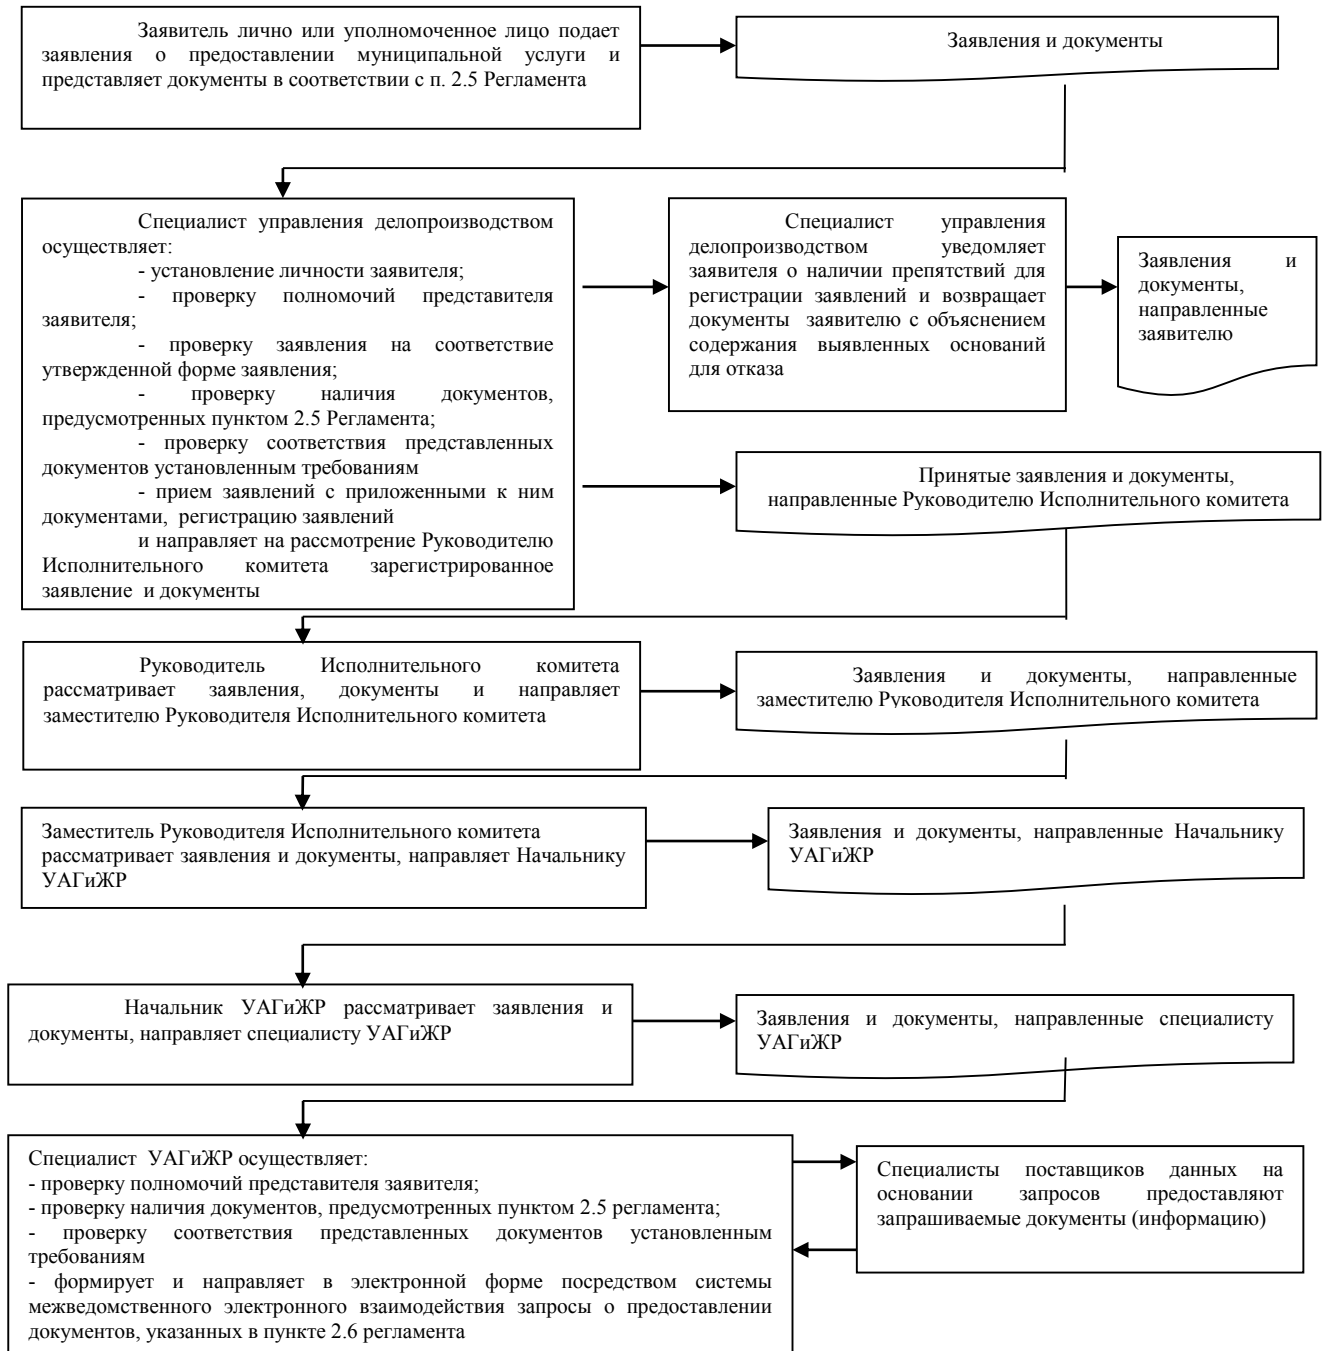 Заявитель лично или уполномоченное лицо подает
заявления о предоставлении муниципальной услуги и
представляет документы в соответствии с п. 2.5 Регламента
Заявления и документы
Специалист управления делопроизводством
осуществляет:
- установление личности заявителя;
- проверку полномочий представителя
заявителя;
- проверку заявления на соответствие
утвержденной форме заявления;
- проверку наличия документов,
предусмотренных пунктом 2.5 Регламента;
- проверку соответствия представленных
документов установленным требованиям
- прием заявлений с приложенными к ним
документами, регистрацию заявлений
и направляет на рассмотрение Руководителю
Исполнительного комитета зарегистрированное
заявление и документы
Специалист управления
делопроизводством уведомляет
заявителя о наличии препятствий для
регистрации заявлений и возвращает
документы заявителю с объяснением
содержания выявленных оснований
для отказа
Заявления и
документы,
направленные
заявителю
Принятые заявления и документы,
направленные Руководителю Исполнительного комитета
Руководитель Исполнительного комитета
рассматривает заявления, документы и направляет
заместителю Руководителя Исполнительного комитета
Заявления и документы, направленные
заместителю Руководителя Исполнительного комитета
Заместитель Руководителя Исполнительного комитета
рассматривает заявления и документы, направляет Начальнику
УАГиЖР
Заявления и документы, направленные Начальнику
УАГиЖР
Начальник УАГиЖР рассматривает заявления и
документы, направляет специалисту УАГиЖР
Заявления и документы, направленные специалисту
УАГиЖР
Специалист УАГиЖР осуществляет:
- проверку полномочий представителя заявителя;
- проверку наличия документов, предусмотренных пунктом 2.5 регламента;
- проверку соответствия представленных документов установленным
требованиям
- формирует и направляет в электронной форме посредством системы
межведомственного электронного взаимодействия запросы о предоставлении
документов, указанных в пункте 2.6 регламента
Специалисты поставщиков данных на
основании запросов предоставляют
запрашиваемые документы (информацию)